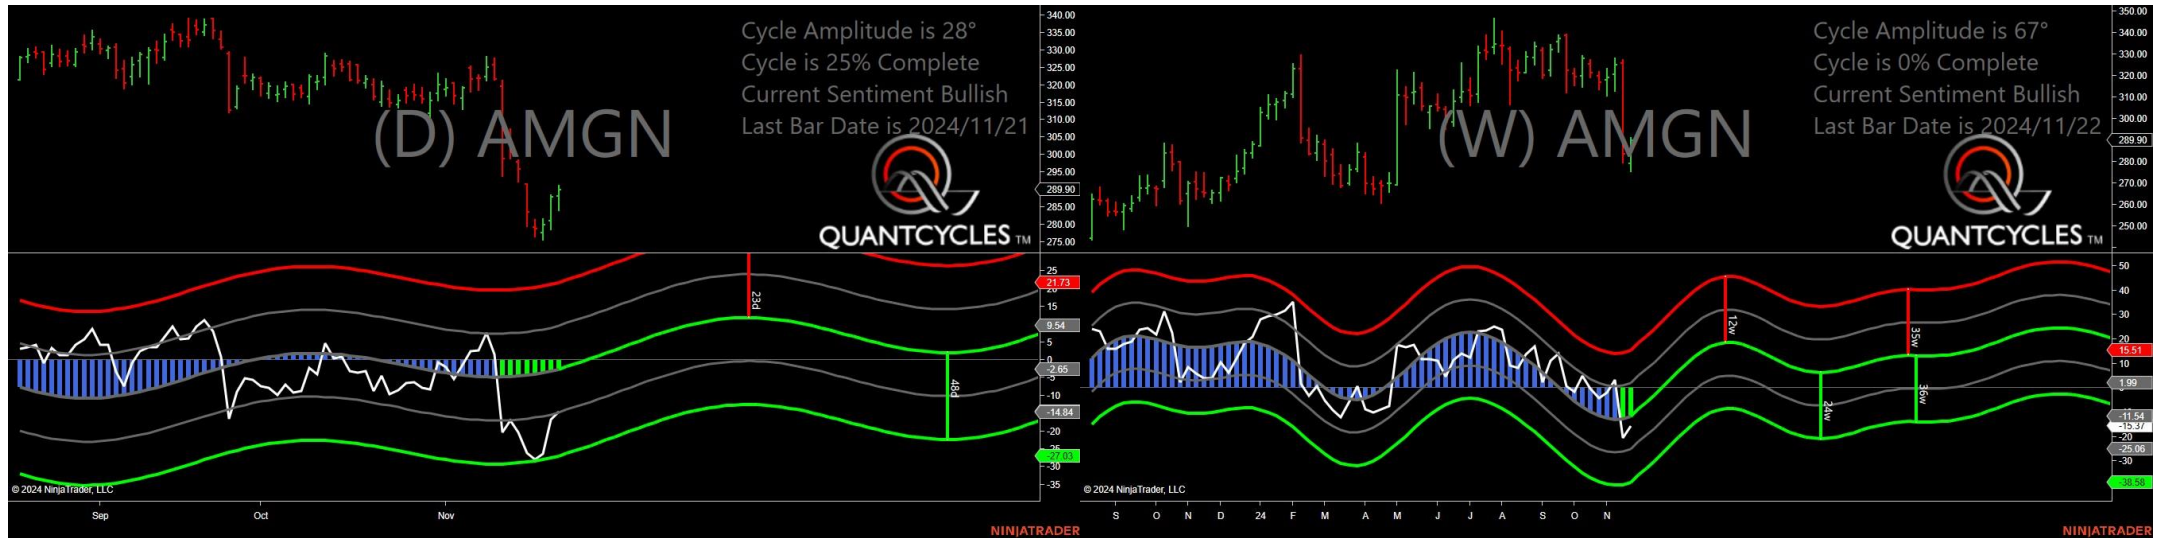 Cycle Amplitude is 28°
Cycle is 25% Complete
Current Sentiment Bullish
Last Bar Date is 2024/11/21
(D) AMGN
QUANTCYCLES TM
340.00
335.00
330.00
325.00
320.00
315.00
310.00
305.00
300.00
295.00
289.90
285.00
280.00
275.00
25
21.73
20
15
9.54
5
0
-2.65
-5
-10
-14.84
-20
-27.03
-30
-35
23d
48d
© 2024 NinjaTrader, LLC
Sep Oct Nov
NINJATRADER
Cycle Amplitude is 67°
Cycle is 0% Complete
Current Sentiment Bullish
Last Bar Date is 2024/11/22
(W) AMGN
QUANTCYCLES TM
350.00
340.00
330.00
320.00
310.00
300.00
289.90
280.00
270.00
260.00
250.00
50
40
30
20
15.51
10
1.99
-11.54
-15.37
-20
-25.06
-30
-38.58
12w
24w
35w
36w
© 2024 NinjaTrader, LLC
S O N D 24 F M A M J J A S O N
NINJATRADER